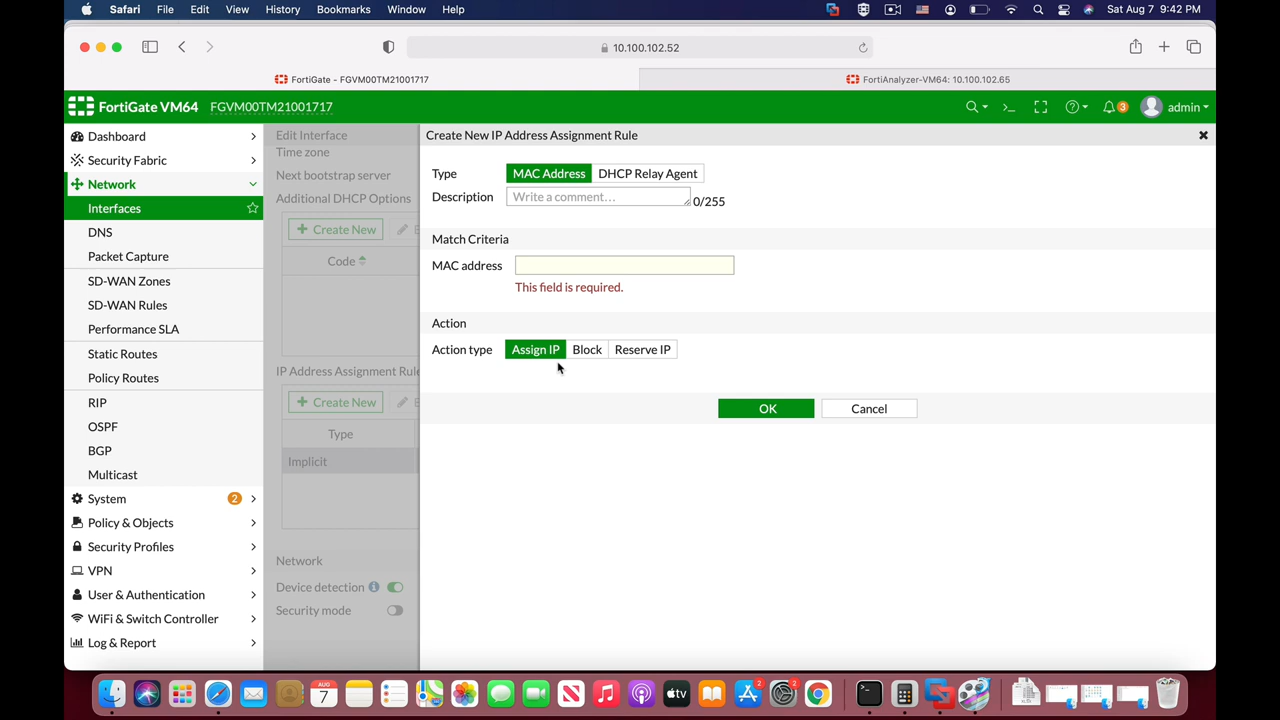 Safari File Edit View History Bookmarks Window Help Sat Aug 7 9:42 PM
10.100.102.52
FortiGate - FGVM00TM21001717 FortiAnalyzer-VM64: 10.100.102.65
FortiGate VM64 FGVM00TM21001717 >_ 3 admin
Dashboard
Security Fabric
Network
Interfaces
DNS
Packet Capture
SD-WAN Zones
SD-WAN Rules
Performance SLA
Static Routes
Policy Routes
RIP
OSPF
BGP
Multicast
System 2
Policy & Objects
Security Profiles
VPN
User & Authentication
WiFi & Switch Controller
Log & Report
Edit Interface
Time zone
Next bootstrap server
Additional DHCP Options
+ Create New
Code
IP Address Assignment Rule
+ Create New
Type
Implicit
Network
Device detection
Security mode
Create New IP Address Assignment Rule
Type MAC Address DHCP Relay Agent
Description Write a comment... 0/255
Match Criteria
MAC address
This field is required.
Action
Action type Assign IP Block Reserve IP
OK Cancel
AUG
7
tv
2
2